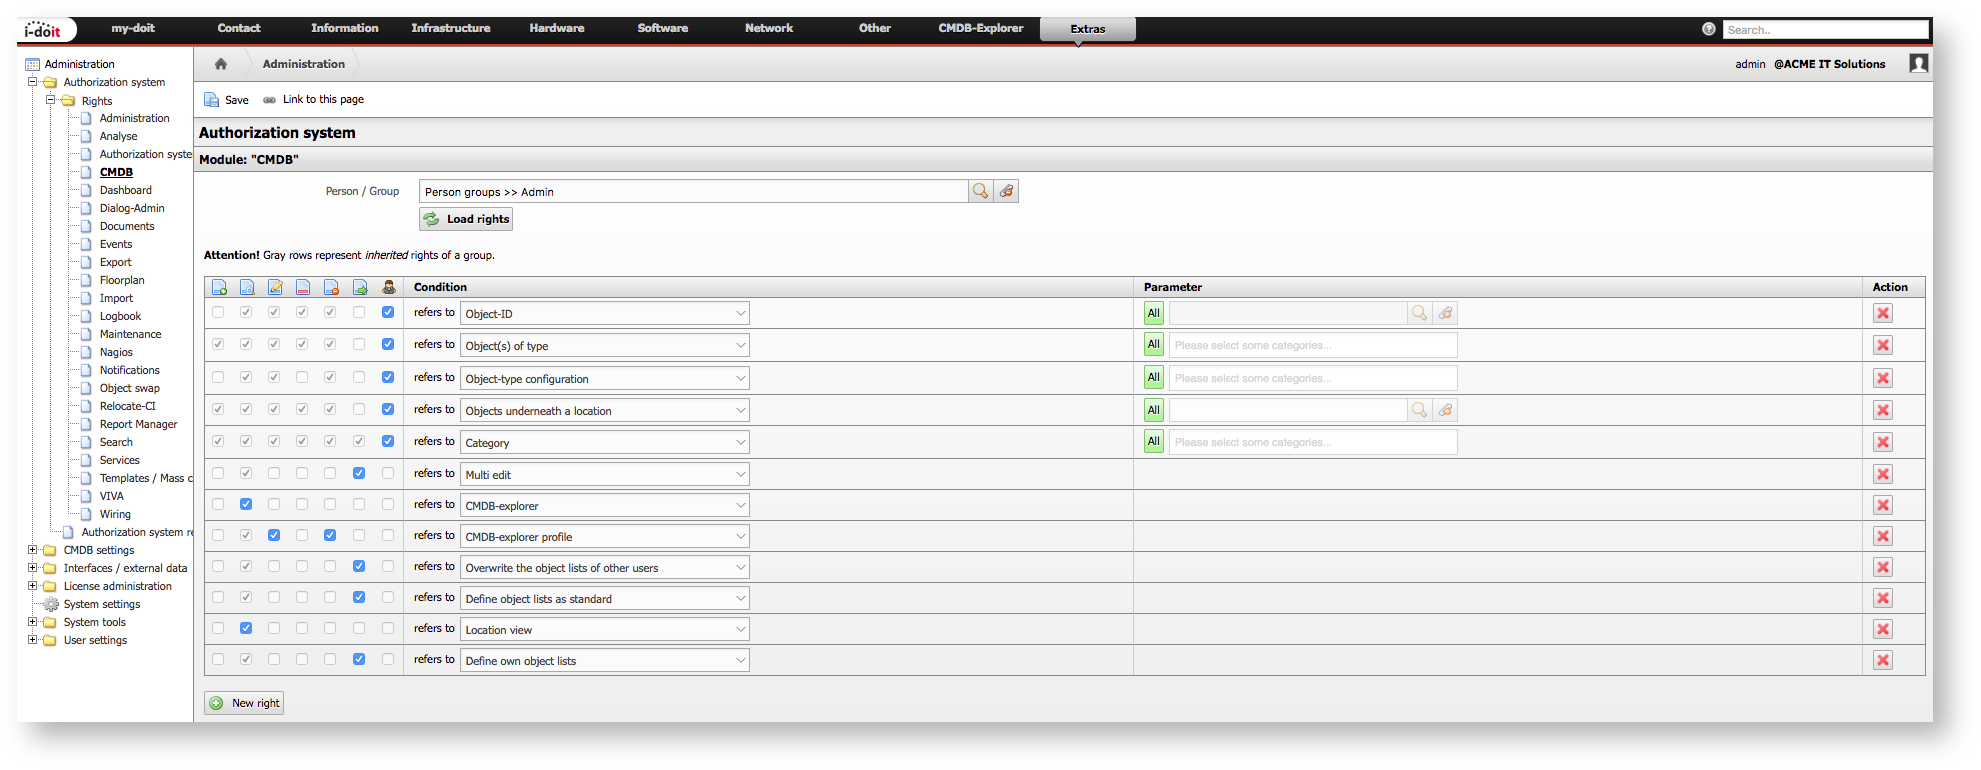 i-doit my-doit Contact Information Infrastructure Hardware Software Network Other CMDB-Explorer Extras Search..
Administration
Administration
admin @ACME IT Solutions
Authorization system
Rights
Administration
Analyse
Authorization syste
CMDB
Dashboard
Dialog-Admin
Documents
Events
Export
Floorplan
Import
Logbook
Maintenance
Nagios
Notifications
Object swap
Relocate-CI
Report Manager
Search
Services
Templates / Mass c
VIVA
Wiring
Authorization system re
CMDB settings
Interfaces / external data
License administration
System settings
System tools
User settings
Save Link to this page
Authorization system
Module: "CMDB"
Person / Group Person groups >> Admin
Load rights
Attention! Gray rows represent inherited rights of a group.
Condition Parameter Action
refers to Object-ID All
refers to Object(s) of type All Please select some categories...
refers to Object-type configuration All Please select some categories...
refers to Objects underneath a location All
refers to Category All Please select some categories...
refers to Multi edit
refers to CMDB-explorer
refers to CMDB-explorer profile
refers to Overwrite the object lists of other users
refers to Define object lists as standard
refers to Location view
refers to Define own object lists
New right